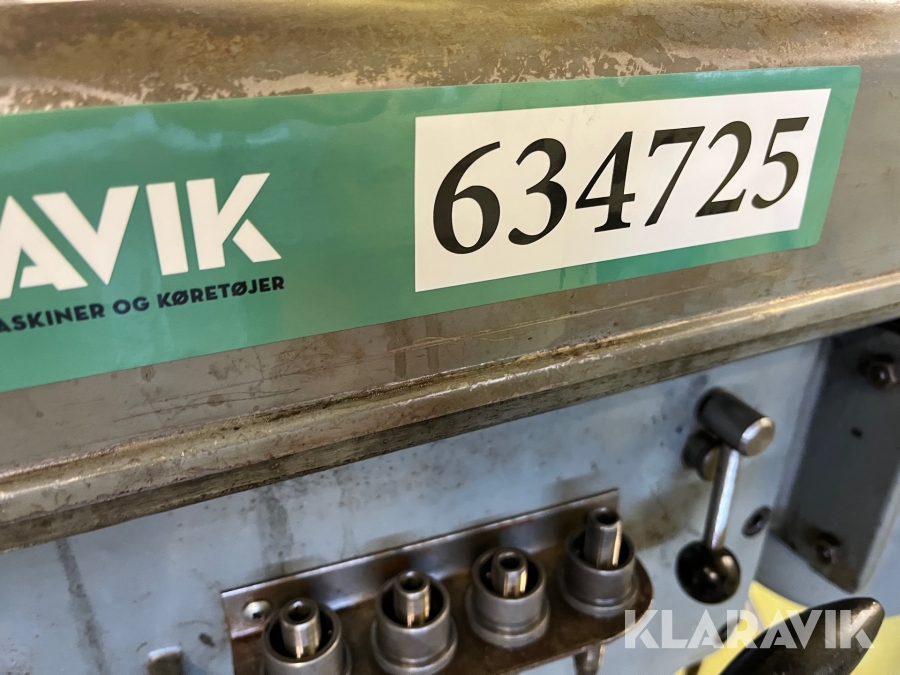 AVIK
634725
ASKINER OG KØRETØJER
KLARAVIK